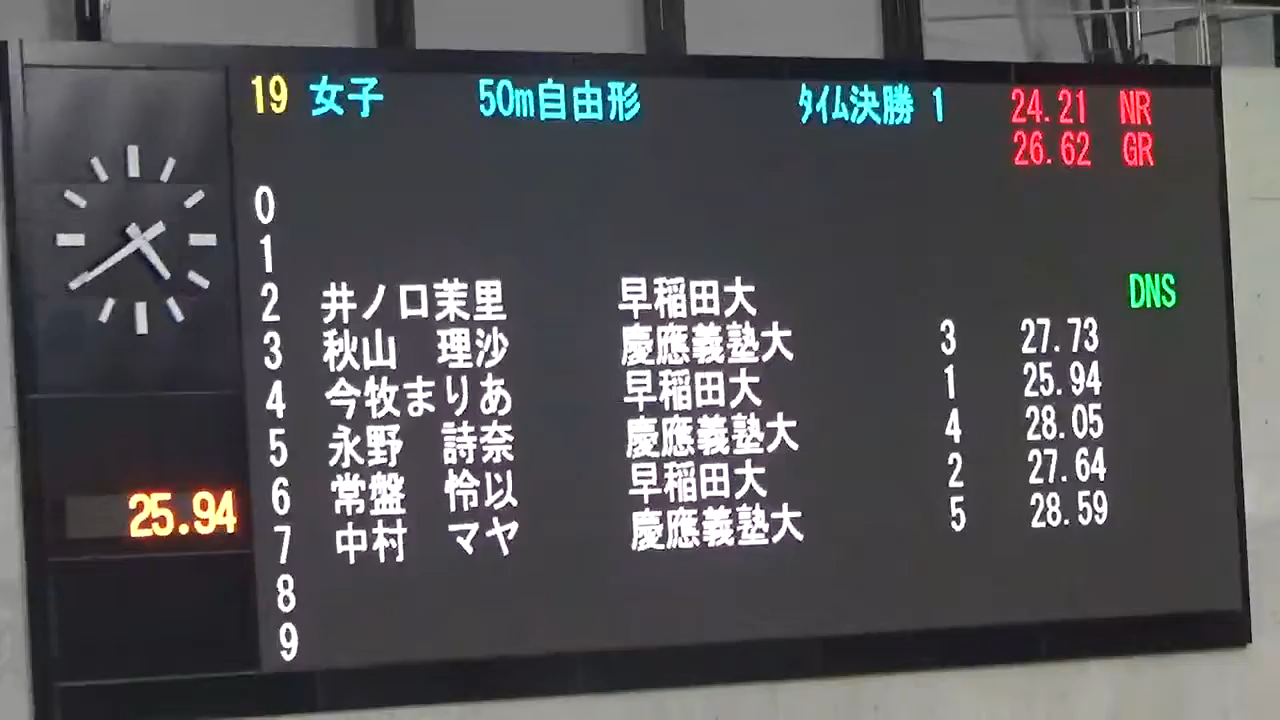 19 女子 50m自由形 ﾀｲﾑ決勝 1 24.21 NR
26.62 GR
0
1
2 井ノ口茉里 早稲田大 DNS
3 秋山 理沙 慶應義塾大 3 27.73
4 今牧まりあ 早稲田大 1 25.94
5 永野 詩奈 慶應義塾大 4 28.05
6 常盤 怜以 早稲田大 2 27.64
7 中村 マヤ 慶應義塾大 5 28.59
8
9
25.94